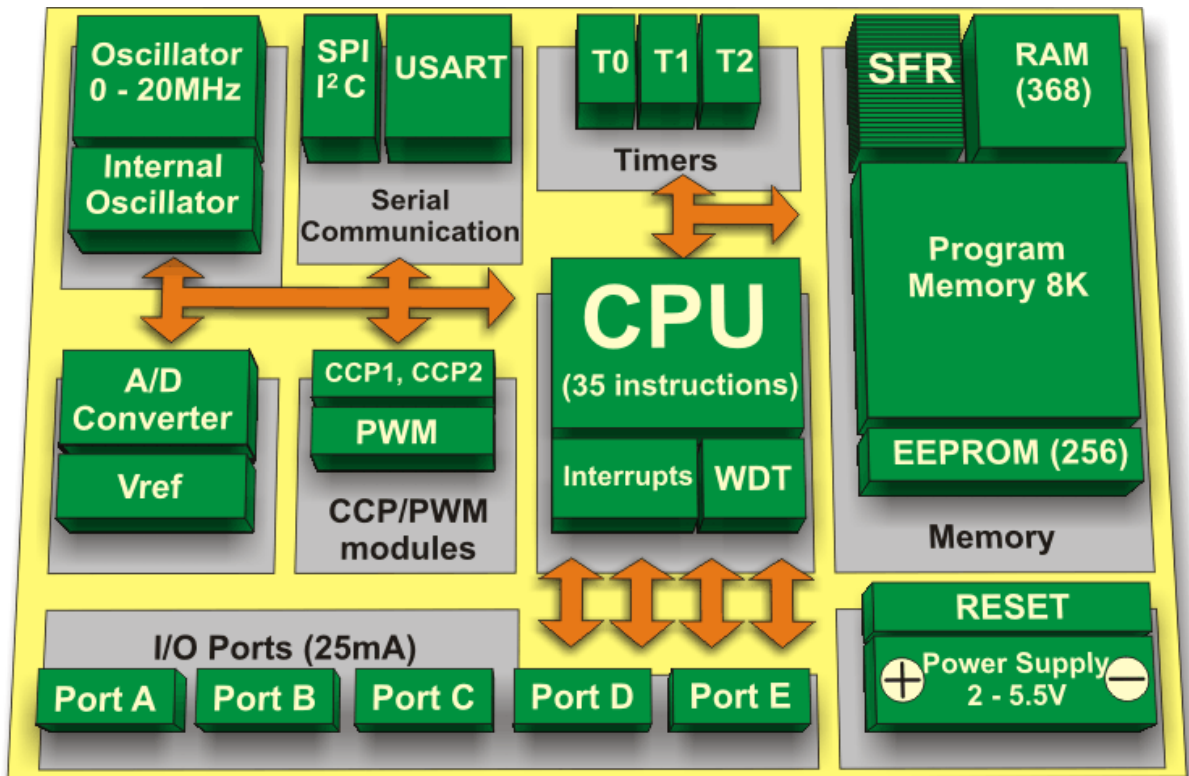 Oscillator
0 - 20MHz
Internal
Oscillator
SPI
I²C
USART
Serial
Communication
T0
T1
T2
Timers
SFR
RAM
(368)
Program
Memory 8K
EEPROM (256)
Memory
CPU
(35 instructions)
Interrupts
WDT
A/D
Converter
Vref
CCP1, CCP2
PWM
CCP/PWM
modules
I/O Ports (25mA)
Port A
Port B
Port C
Port D
Port E
RESET
+
Power Supply
2 - 5.5V
−